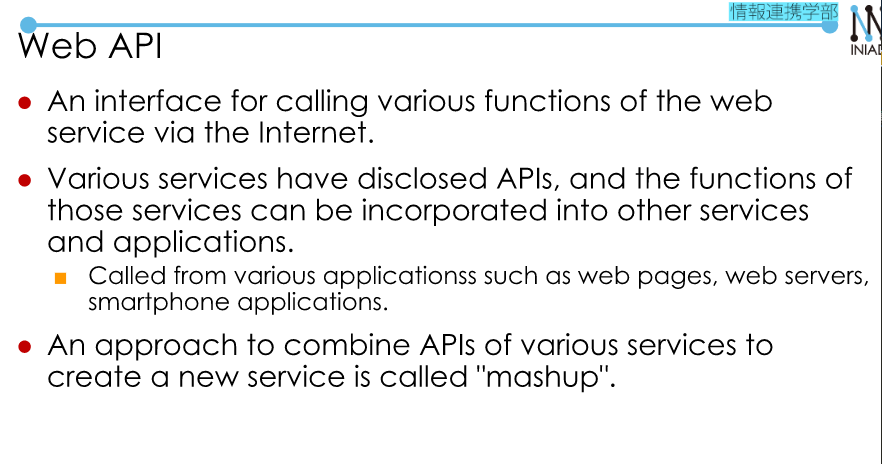 情報連携学部
INIAD
Web API
● An interface for calling various functions of the web
service via the Internet.
● Various services have disclosed APIs, and the functions of
those services can be incorporated into other services
and applications.
■ Called from various applicationss such as web pages, web servers,
smartphone applications.
● An approach to combine APIs of various services to
create a new service is called "mashup".